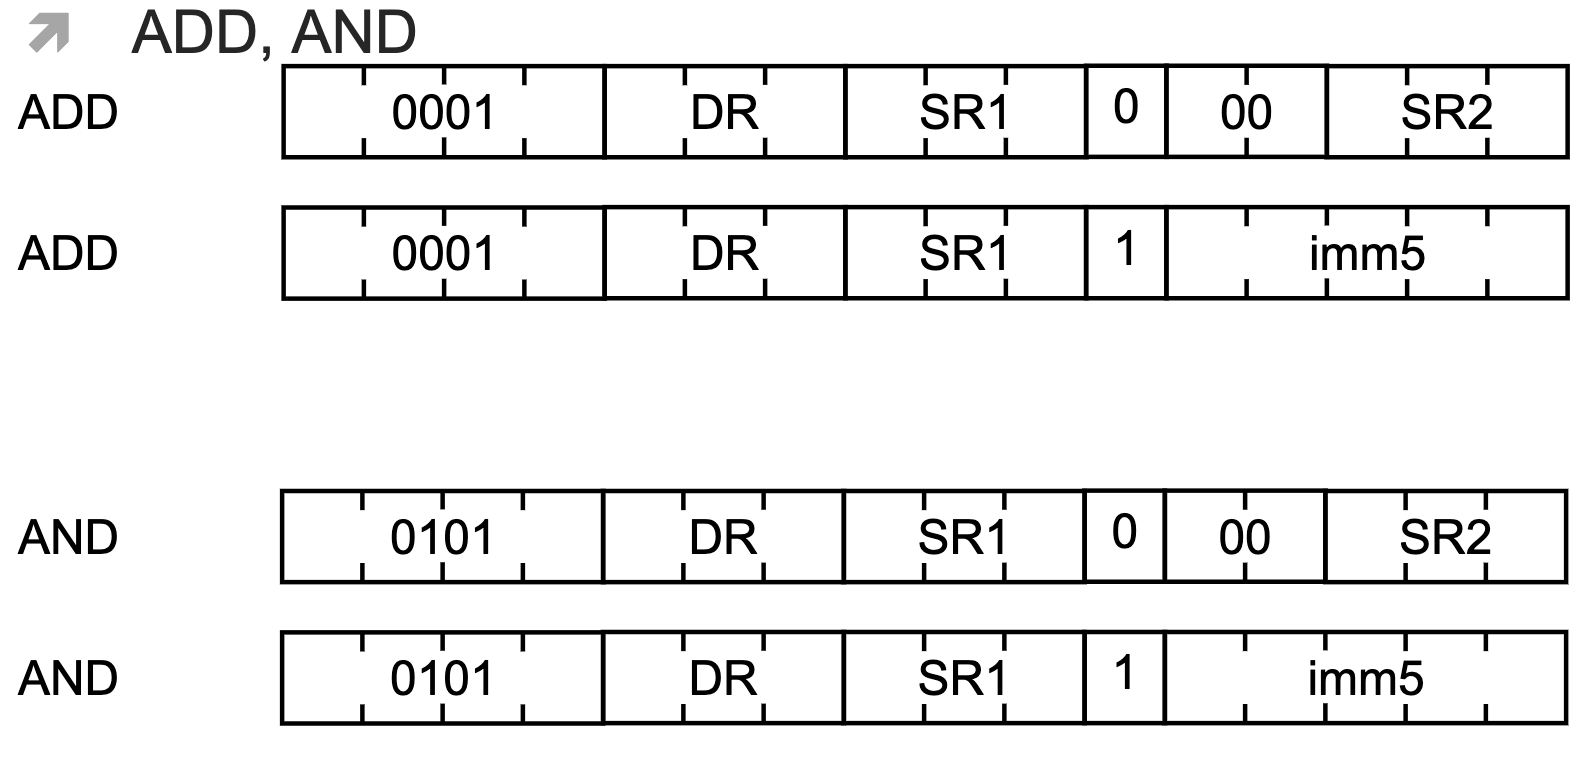 ADD, AND
ADD 0001 DR SR1 0 00 SR2
ADD 0001 DR SR1 1 imm5
AND 0101 DR SR1 0 00 SR2
AND 0101 DR SR1 1 imm5